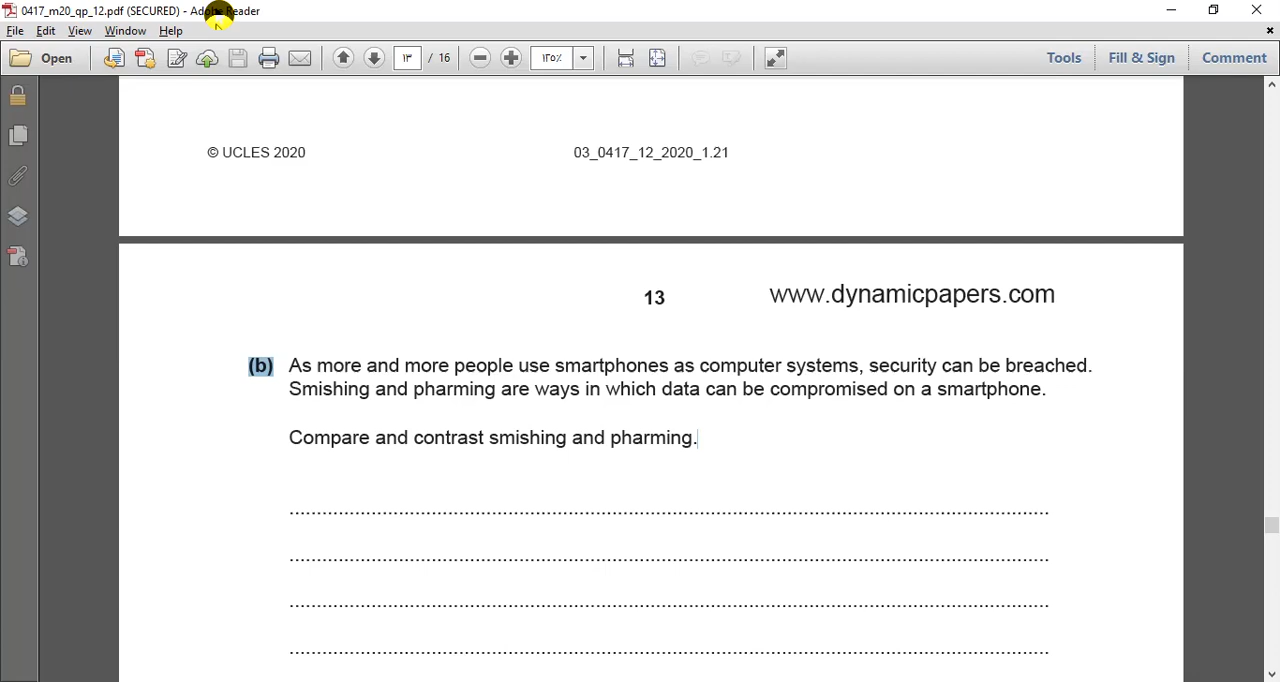 0417_m20_qp_12.pdf (SECURED) - Adobe Reader
File Edit View Window Help
Open ١٣ / 16 ١٣٥٪ Tools Fill & Sign Comment
© UCLES 2020 03_0417_12_2020_1.21
13 www.dynamicpapers.com
(b) As more and more people use smartphones as computer systems, security can be breached.
Smishing and pharming are ways in which data can be compromised on a smartphone.
Compare and contrast smishing and pharming.